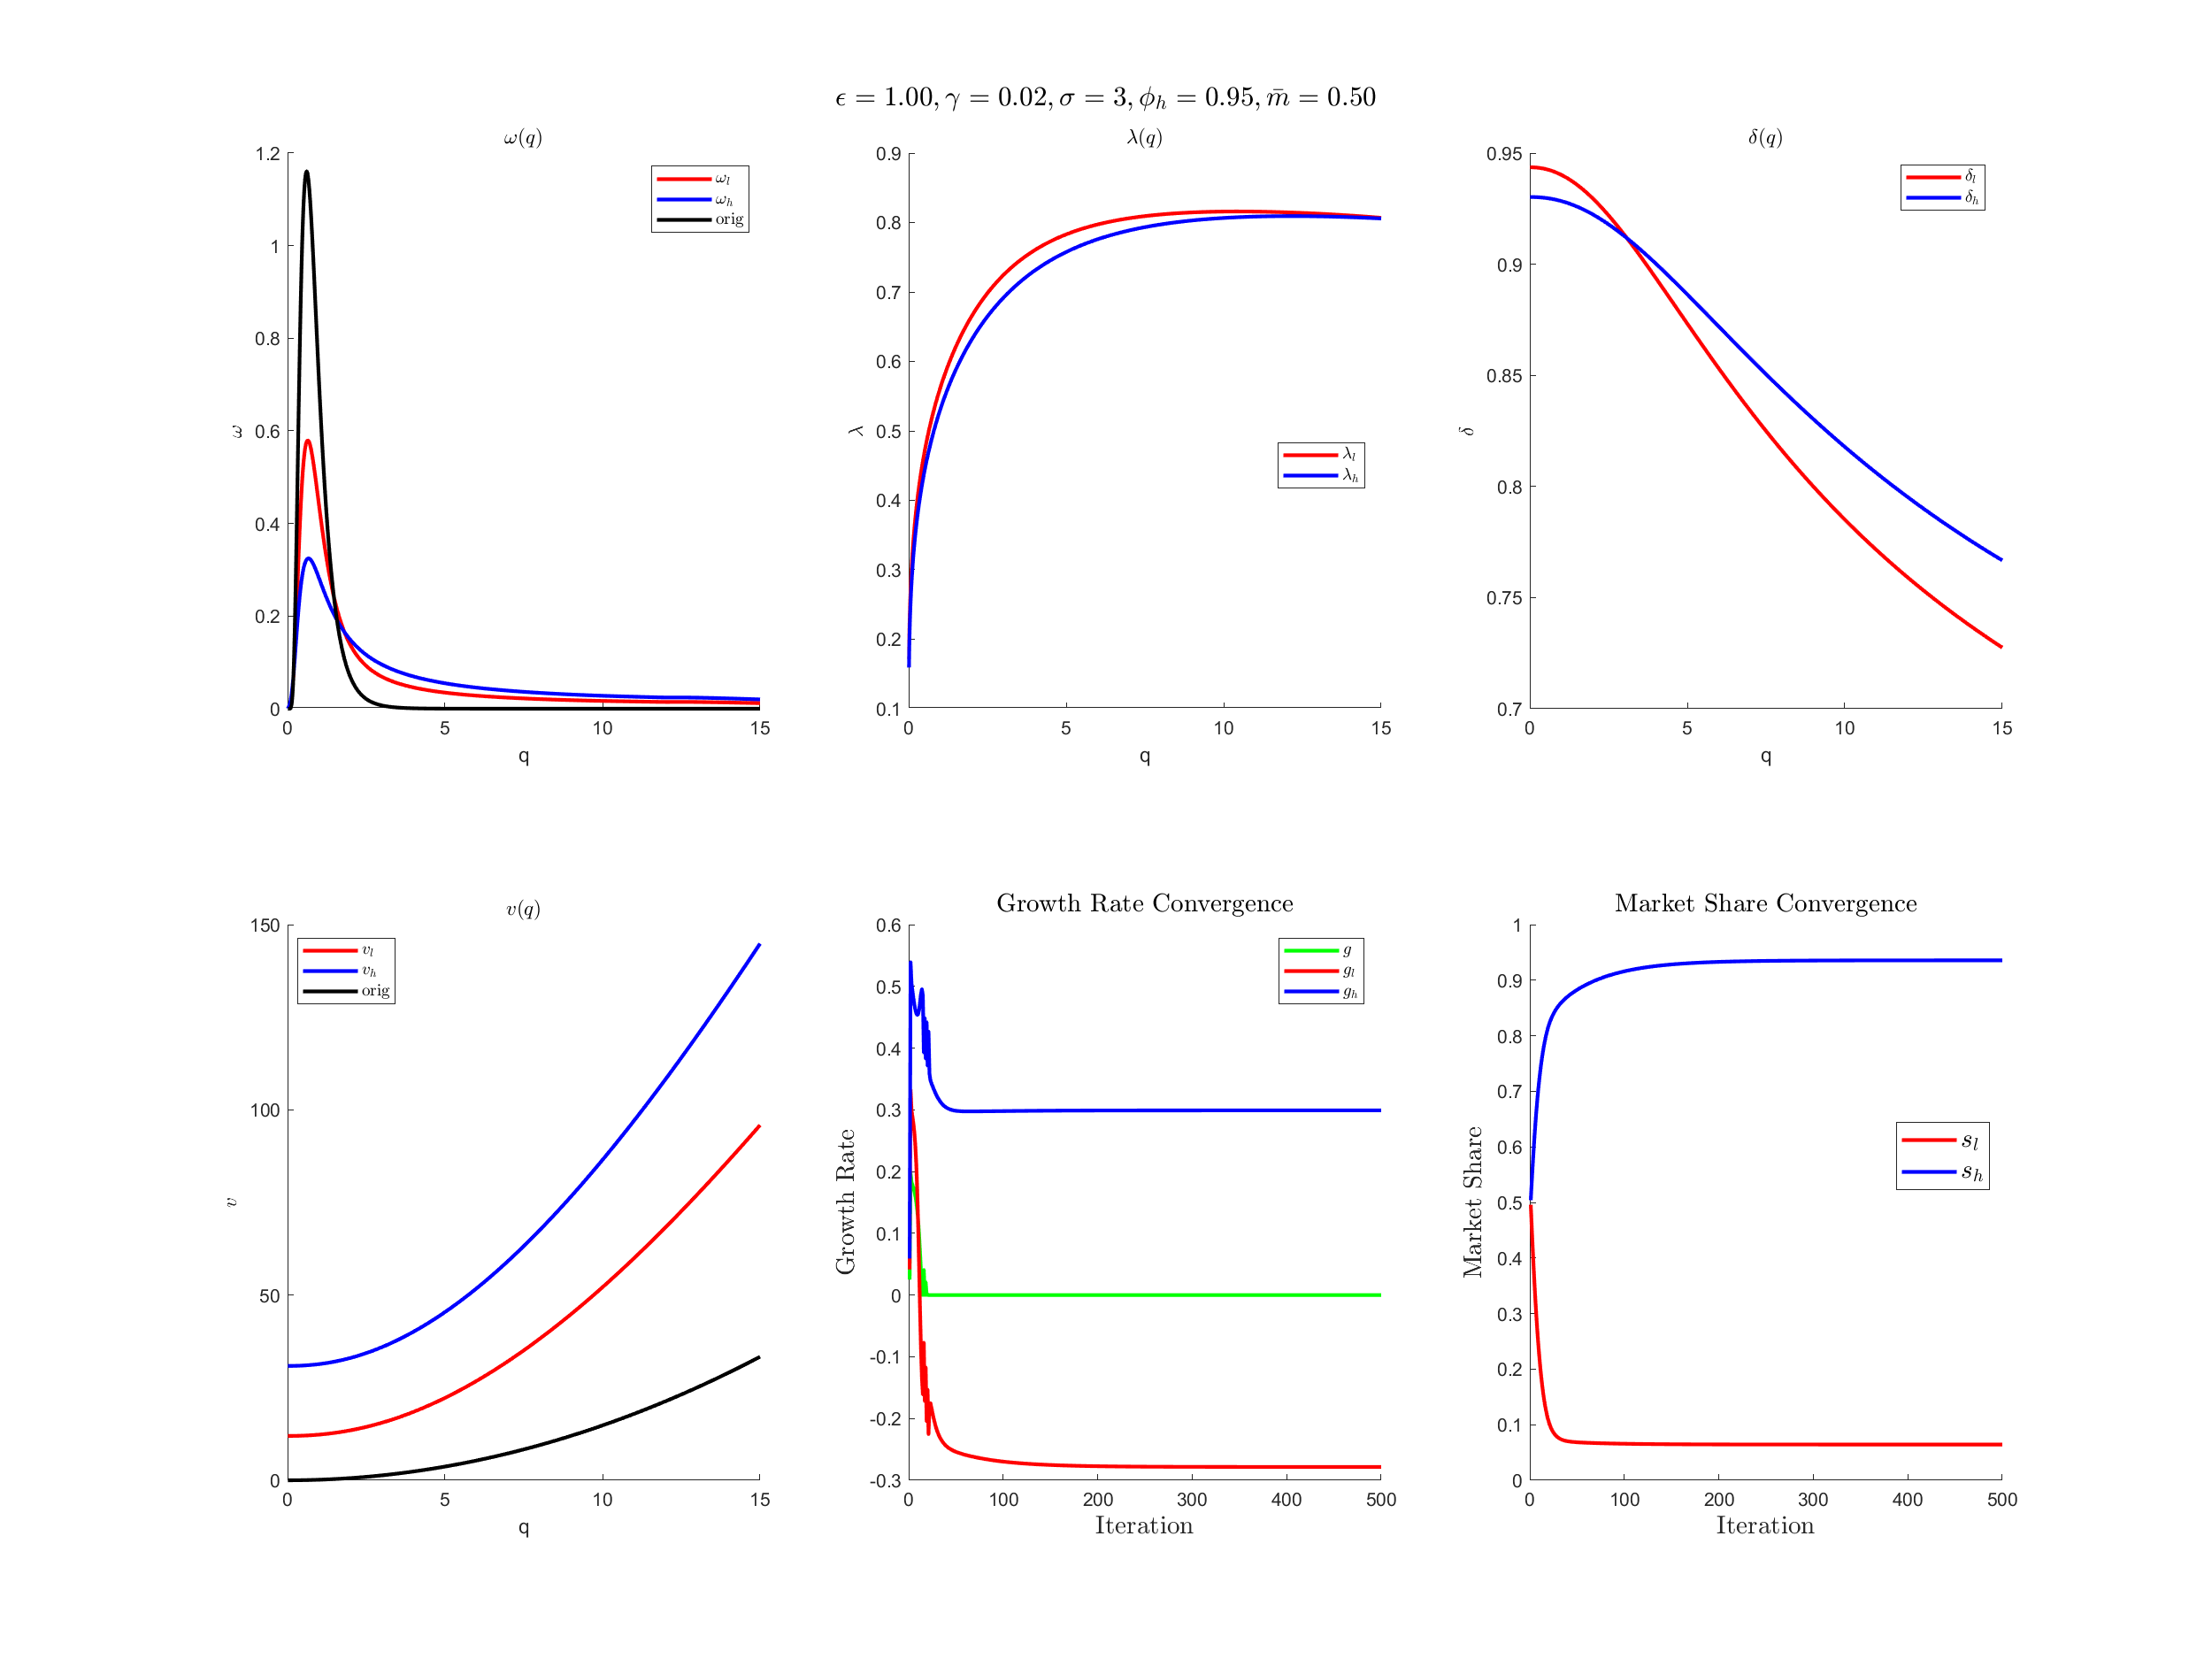 ϵ = 1.00, γ = 0.02, σ = 3, ϕ_h = 0.95, m̄ = 0.50
ω(q)
1.2
1
0.8
0.6
0.4
0.2
0
ω
0 5 10 15
q
ω_l
ω_h
orig
λ(q)
0.9
0.8
0.7
0.6
0.5
0.4
0.3
0.2
0.1
λ
0 5 10 15
q
λ_l
λ_h
δ(q)
0.95
0.9
0.85
0.8
0.75
0.7
δ
0 5 10 15
q
δ_l
δ_h
v(q)
150
100
50
0
v
0 5 10 15
q
v_l
v_h
orig
Growth Rate Convergence
0.6
0.5
0.4
0.3
0.2
0.1
0
-0.1
-0.2
-0.3
Growth Rate
0 100 200 300 400 500
Iteration
g
g_l
g_h
Market Share Convergence
1
0.9
0.8
0.7
0.6
0.5
0.4
0.3
0.2
0.1
0
Market Share
0 100 200 300 400 500
Iteration
s_l
s_h